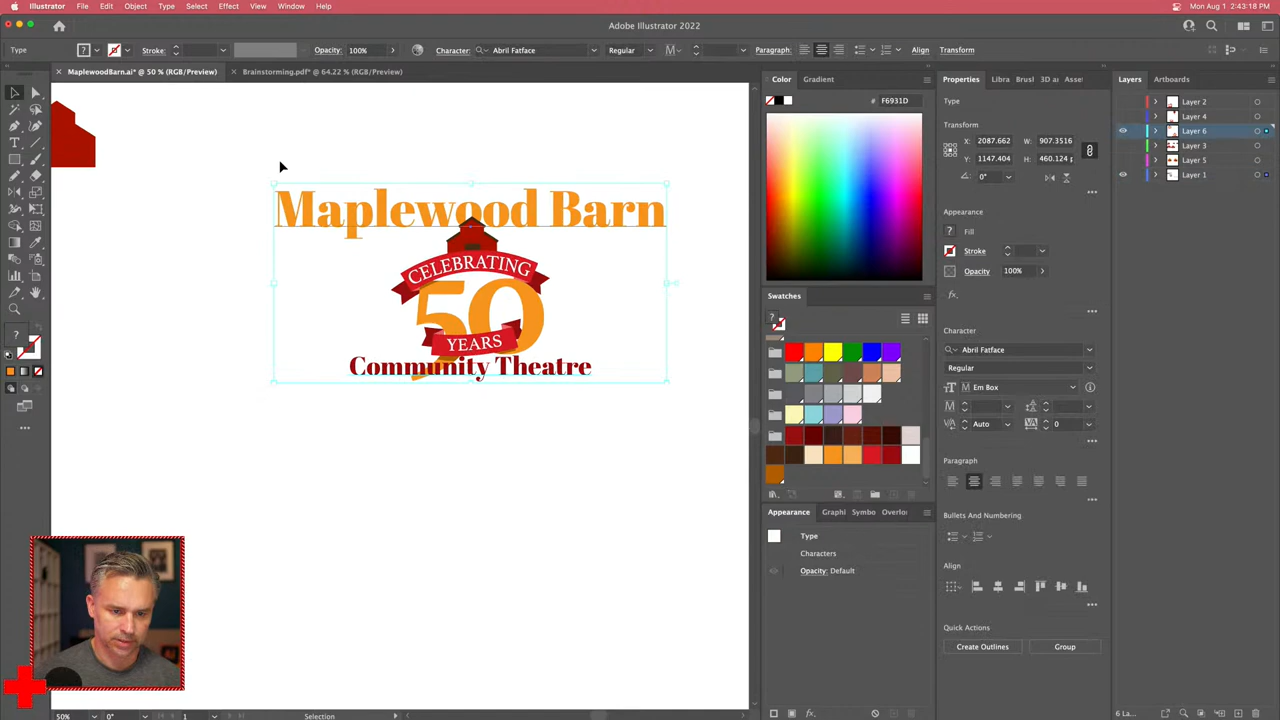 Illustrator File Edit Object Type Select Effect View Window Help
Mon Aug 1 2:43:18 PM
Adobe Illustrator 2022
Type Stroke: Opacity: 100% Character: Abril Fatface Regular Paragraph: Align Transform
MaplewoodBarn.ai* @ 50 % (RGB/Preview)
Brainstorming.pdf* @ 64.22 % (RGB/Preview)
Maplewood Barn
CELEBRATING
50
YEARS
Community Theatre
50% 0° 1 Selection
Color Gradient
# F6931D
Swatches
Appearance Graphi Symbo Overlor
Type
Characters
Opacity: Default
Properties Libra Brusl 3D ar Asse
Type
Transform
X: 2087.662 W: 907.3516
Y: 1147.404 H: 460.124 p
0°
Appearance
Fill
Stroke
Opacity 100%
fx.
Character
Abril Fatface
Regular
Em Box
Auto 0
Paragraph
Bullets And Numbering
Align
Quick Actions
Create Outlines Group
Layers Artboards
Layer 2
Layer 4
Layer 6
Layer 3
Layer 5
Layer 1
6 La...